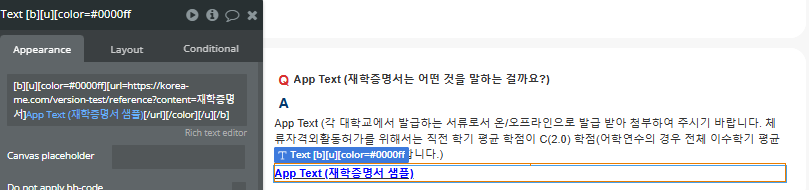 Text [b][u][color=#0000ff
Appearance
Layout
Conditional
[b][u][color=#0000ff][url=https://korea-
me.com/version-test/reference?content=재학증명
서]App Text (재학증명서 샘플)[/url][/color][/u][/b]
Rich text editor
Canvas placeholder
Do not apply bb-code
Q App Text (재학증명서는 어떤 것을 말하는 걸까요?)
A
App Text (각 대학교에서 발급하는 서류로서 온/오프라인으로 발급 받아 첨부하여 주시기 바랍니다. 체
류자격외활동허가를 위해서는 직전 학기 평균 학점이 C(2.0) 학점(어학연수의 경우 전체 이수학기 평균
니다.)
Text [b][u][color=#0000ff
App Text (재학증명서 샘플)